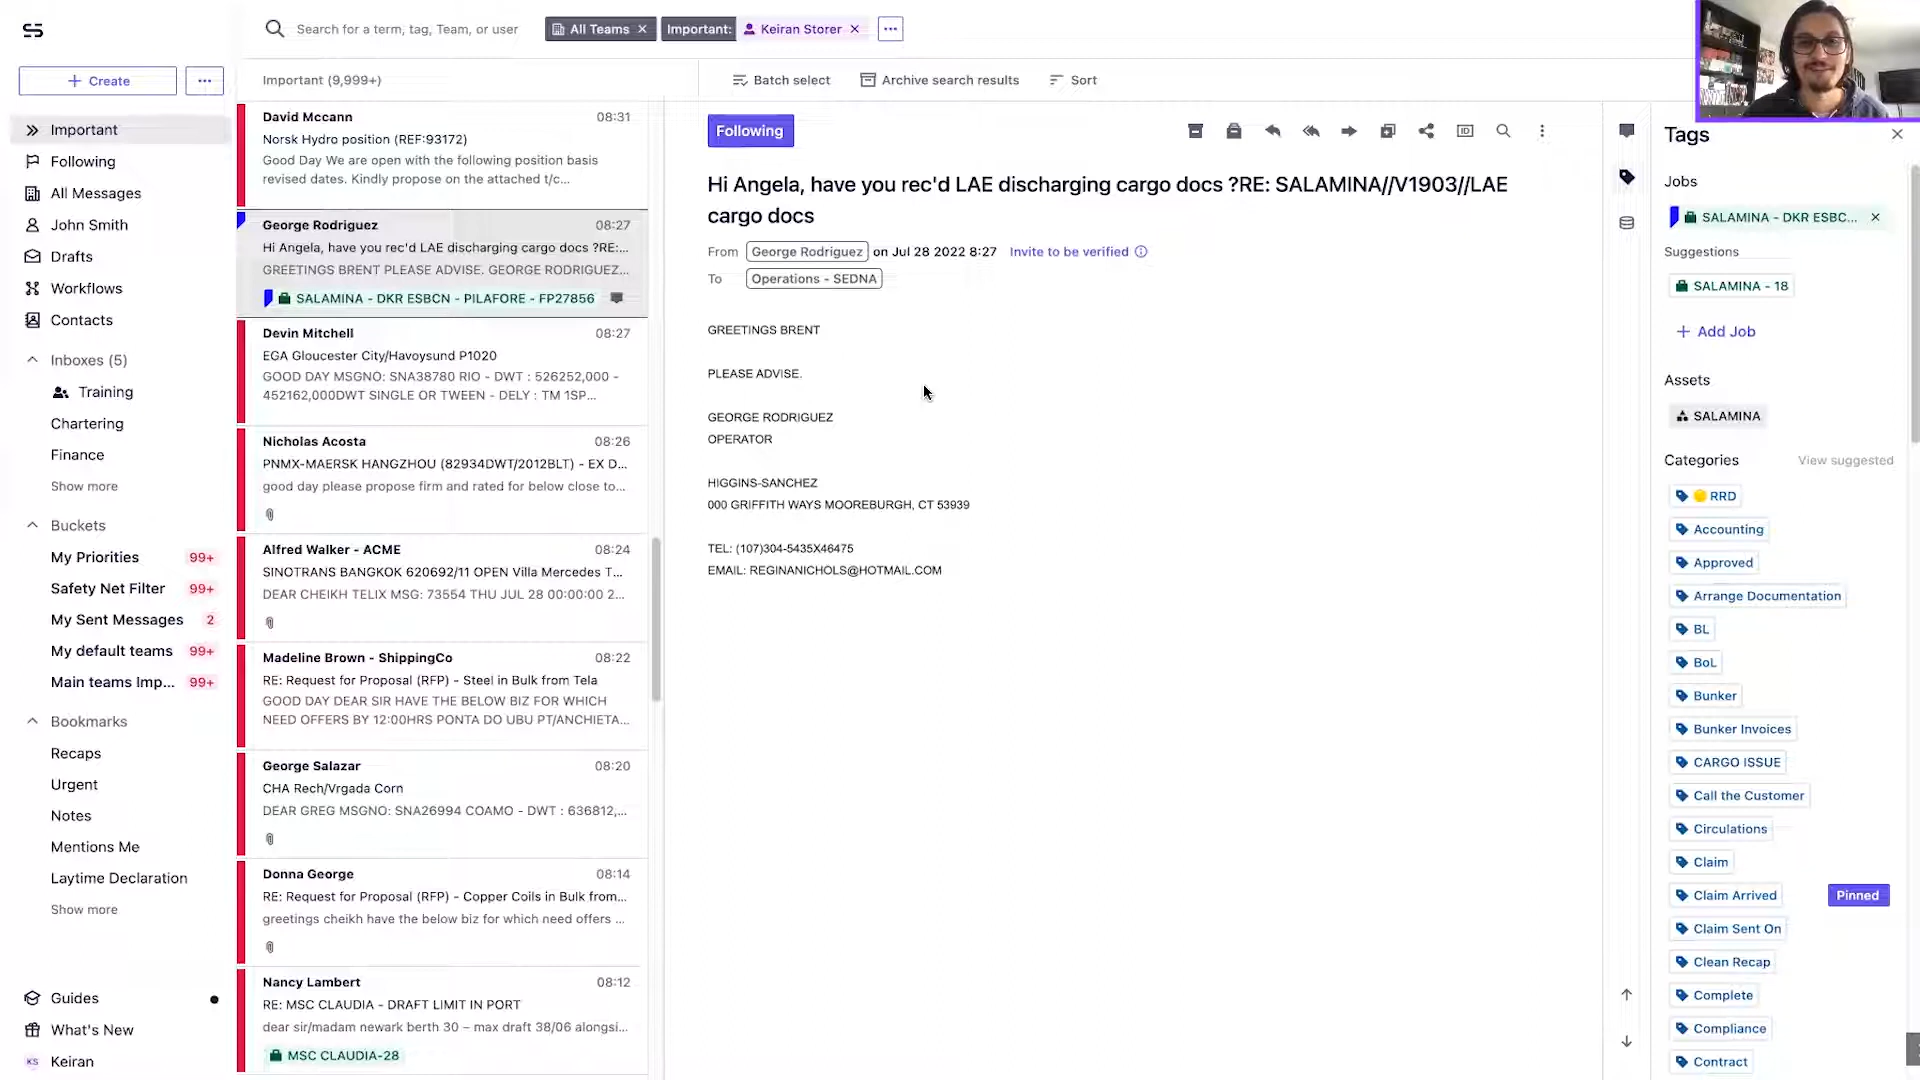 Search for a term, tag, Team, or user
All Teams
Important: Keiran Storer
Create
Important
Following
All Messages
John Smith
Drafts
Workflows
Contacts
Inboxes (5)
Training
Chartering
Finance
Show more
Buckets
My Priorities 99+
Safety Net Filter 99+
My Sent Messages 2
My default teams 99+
Main teams Imp... 99+
Bookmarks
Recaps
Urgent
Notes
Mentions Me
Laytime Declaration
Show more
Guides
What's New
KS Keiran
Important (9,999+)
Batch select
Archive search results
Sort
David Mccann 08:31
Norsk Hydro position (REF:93172)
Good Day We are open with the following position basis
revised dates. Kindly propose on the attached t/c...
George Rodriguez 08:27
Hi Angela, have you rec'd LAE discharging cargo docs ?RE:...
GREETINGS BRENT PLEASE ADVISE. GEORGE RODRIGUEZ...
SALAMINA - DKR ESBCN - PILAFORE - FP27856
Devin Mitchell 08:27
EGA Gloucester City/Havoysund P1020
GOOD DAY MSGNO: SNA38780 RIO - DWT : 526252,000 -
452162,000DWT SINGLE OR TWEEN - DELY : TM 1SP...
Nicholas Acosta 08:26
PNMX-MAERSK HANGZHOU (82934DWT/2012BLT) - EX D...
good day please propose firm and rated for below close to...
Alfred Walker - ACME 08:24
SINOTRANS BANGKOK 620692/11 OPEN Villa Mercedes T...
DEAR CHEIKH TELIX MSG: 73554 THU JUL 28 00:00:00 2...
Madeline Brown - ShippingCo 08:22
RE: Request for Proposal (RFP) - Steel in Bulk from Tela
GOOD DAY DEAR SIR HAVE THE BELOW BIZ FOR WHICH
NEED OFFERS BY 12:00HRS PONTA DO UBU PT/ANCHIETA...
George Salazar 08:20
CHA Rech/Vrgada Corn
DEAR GREG MSGNO: SNA26994 COAMO - DWT : 636812,...
Donna George 08:14
RE: Request for Proposal (RFP) - Copper Coils in Bulk from...
greetings cheikh have the below biz for which need offers ...
Nancy Lambert 08:12
RE: MSC CLAUDIA - DRAFT LIMIT IN PORT
dear sir/madam newark berth 30 – max draft 38/06 alongsi...
MSC CLAUDIA-28
Following
ID
Hi Angela, have you rec'd LAE discharging cargo docs ?RE: SALAMINA//V1903//LAE
cargo docs
From George Rodriguez on Jul 28 2022 8:27 Invite to be verified
To Operations - SEDNA
GREETINGS BRENT
PLEASE ADVISE.
GEORGE RODRIGUEZ
OPERATOR
HIGGINS-SANCHEZ
000 GRIFFITH WAYS MOOREBURGH, CT 53939
TEL: (107)304-5435X46475
EMAIL: REGINANICHOLS@HOTMAIL.COM
Tags
Jobs
SALAMINA - DKR ESBC...
Suggestions
SALAMINA - 18
Add Job
Assets
SALAMINA
Categories View suggested
RRD
Accounting
Approved
Arrange Documentation
BL
BoL
Bunker
Bunker Invoices
CARGO ISSUE
Call the Customer
Circulations
Claim
Claim Arrived Pinned
Claim Sent On
Clean Recap
Complete
Compliance
Contract